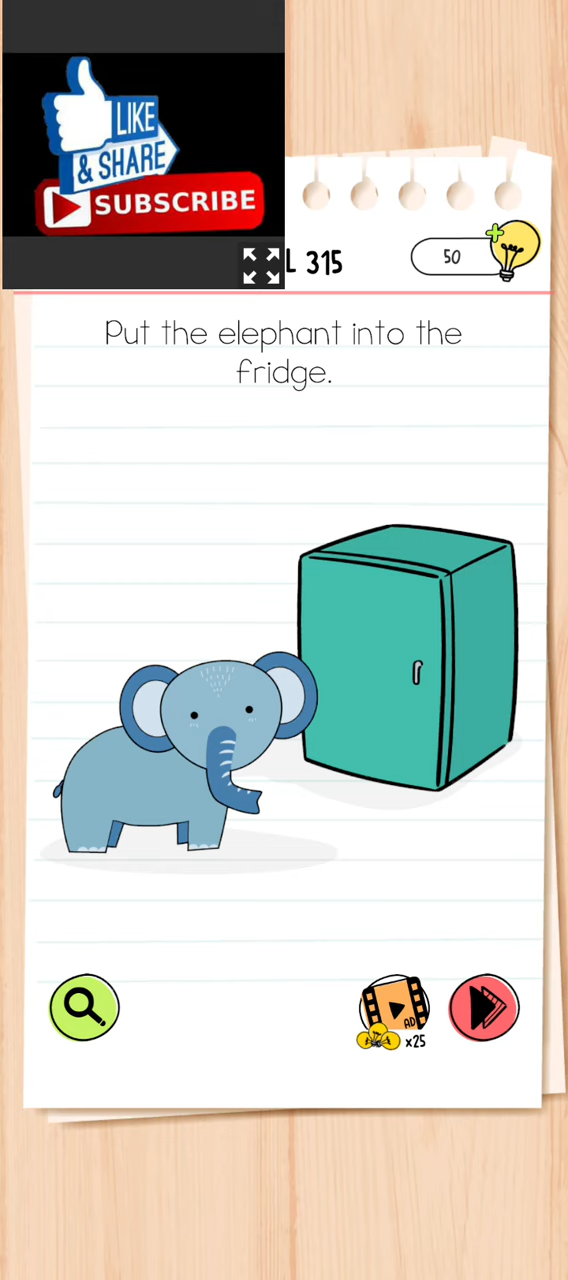 LIKE
& SHARE
SUBSCRIBE
L 315
50
Put the elephant into the
fridge.
AD
x25